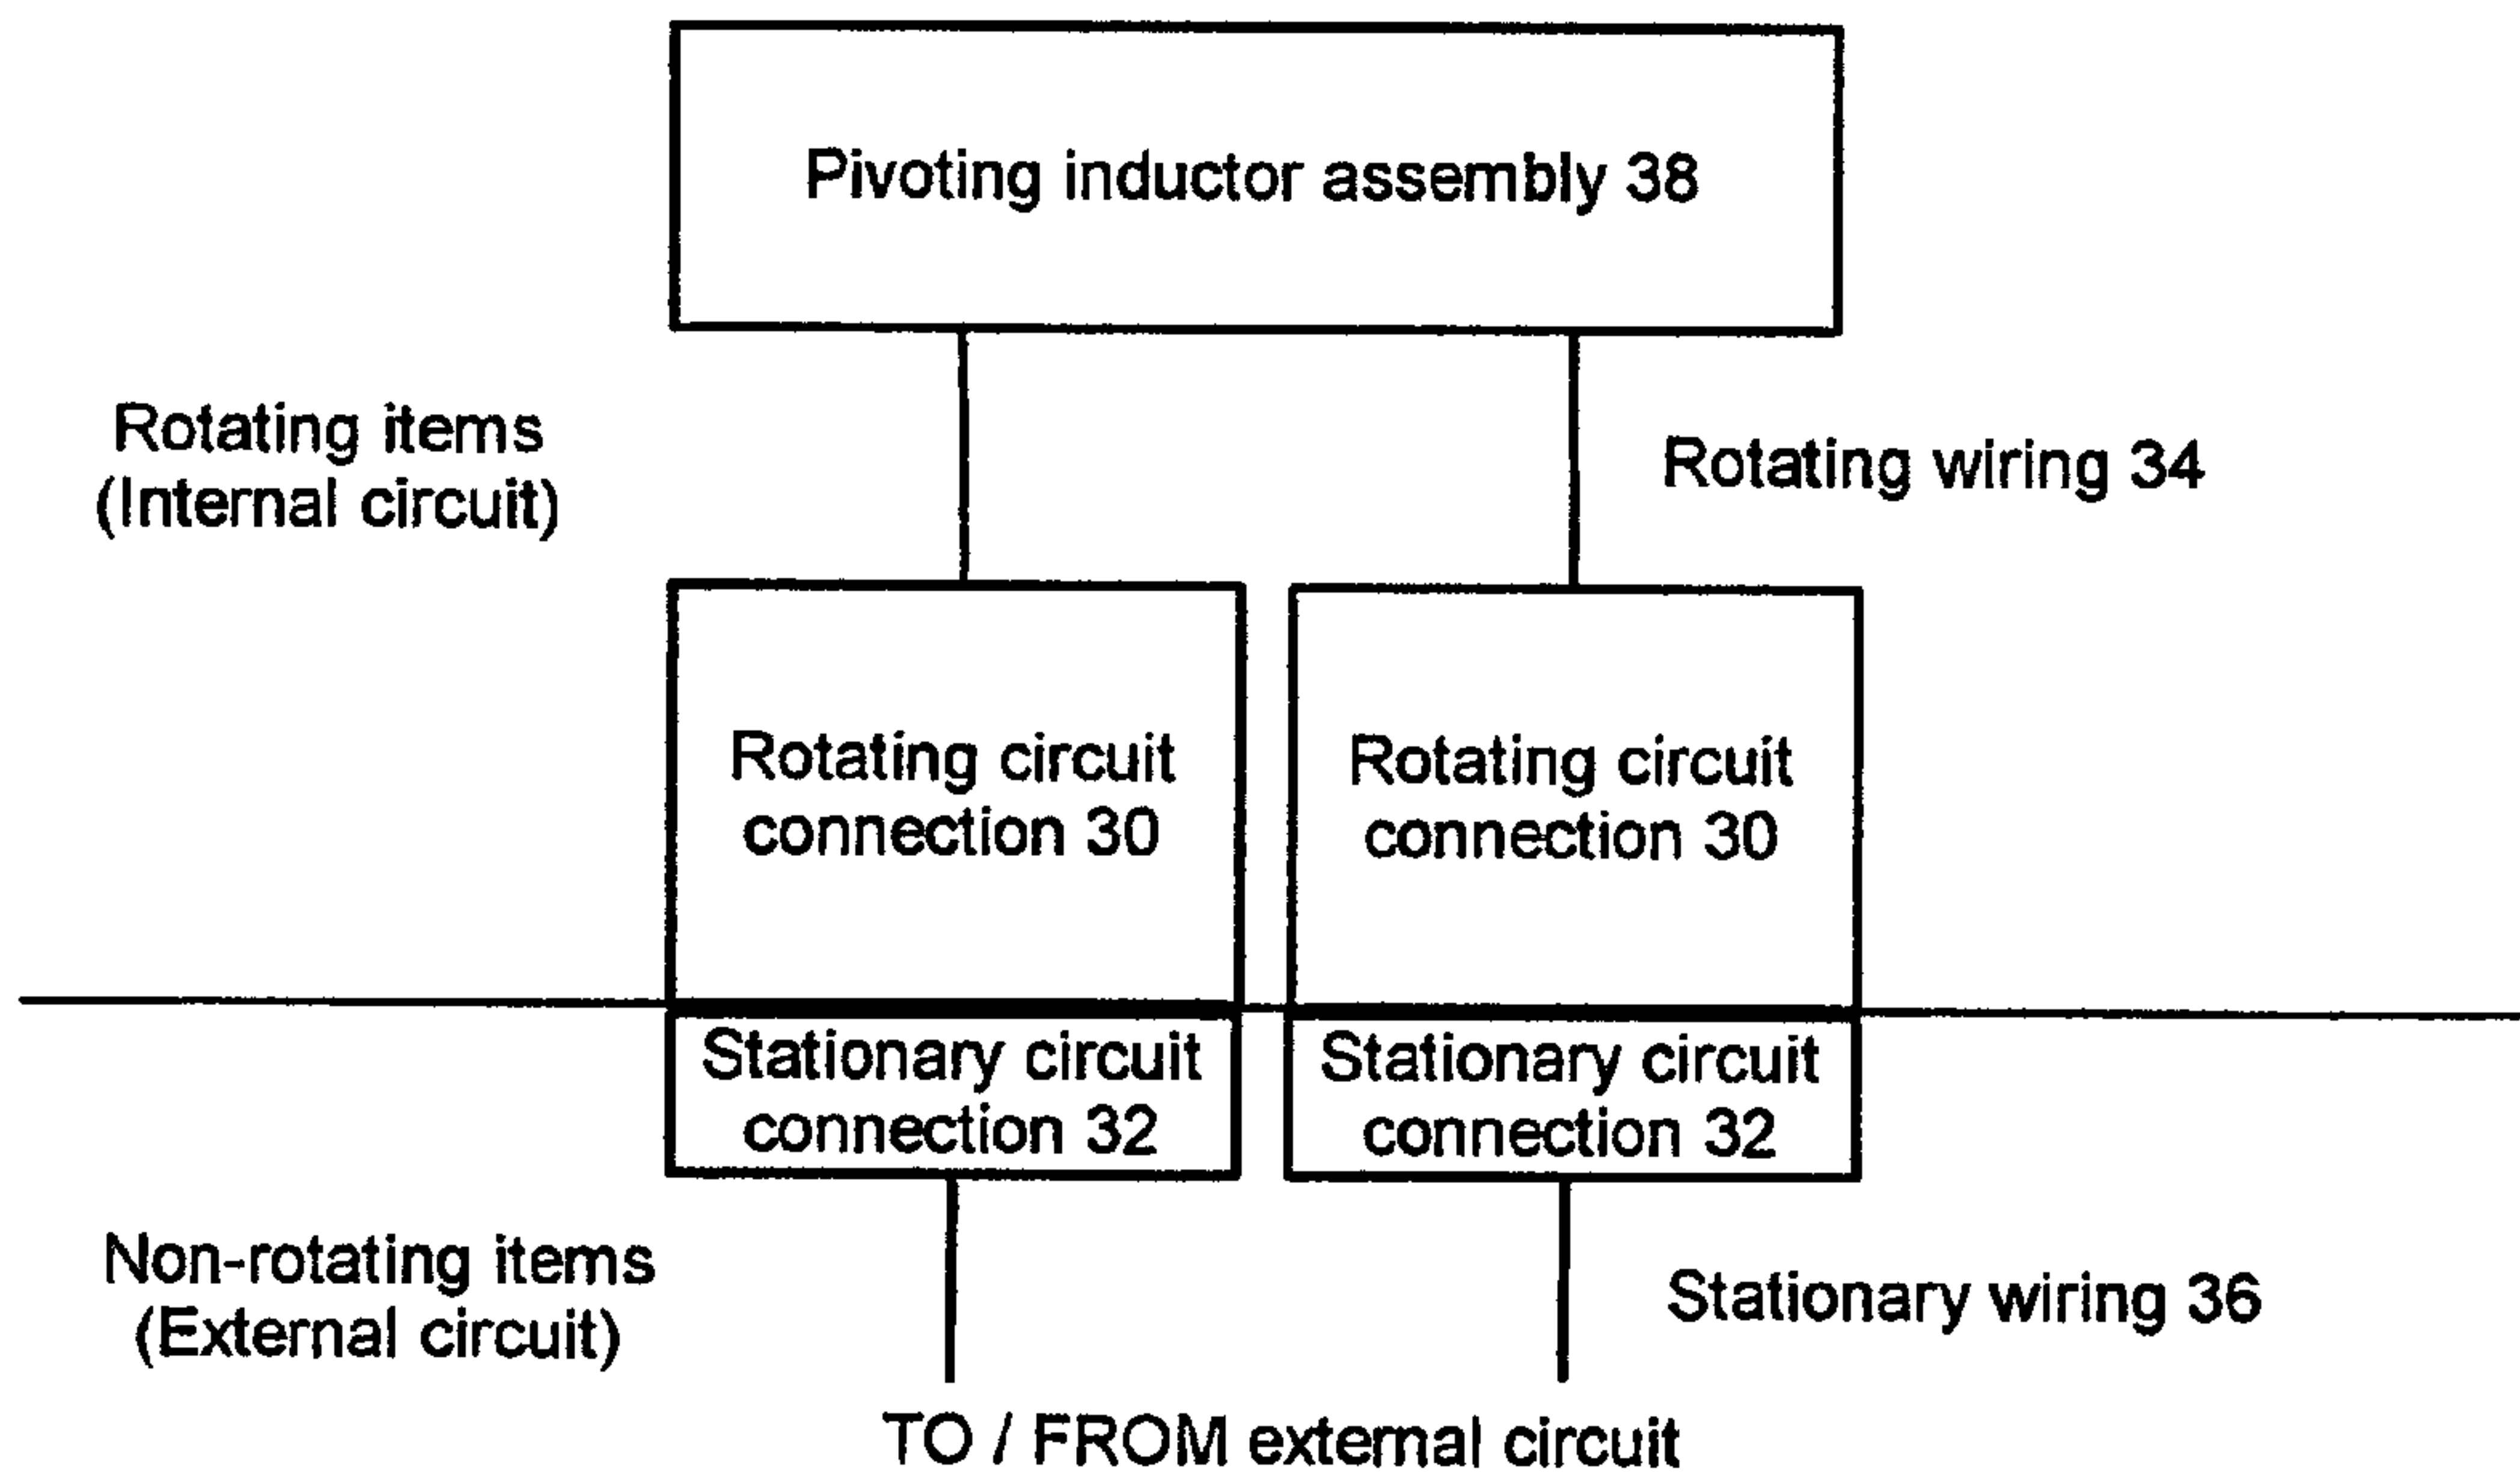 Pivoting inductor assembly 38
Rotating items
(Internal circuit)
Rotating wiring 34
Rotating circuit
connection 30
Rotating circuit
connection 30
Stationary circuit
connection 32
Stationary circuit
connection 32
Non-rotating items
(External circuit)
Stationary wiring 36
TO / FROM external circuit